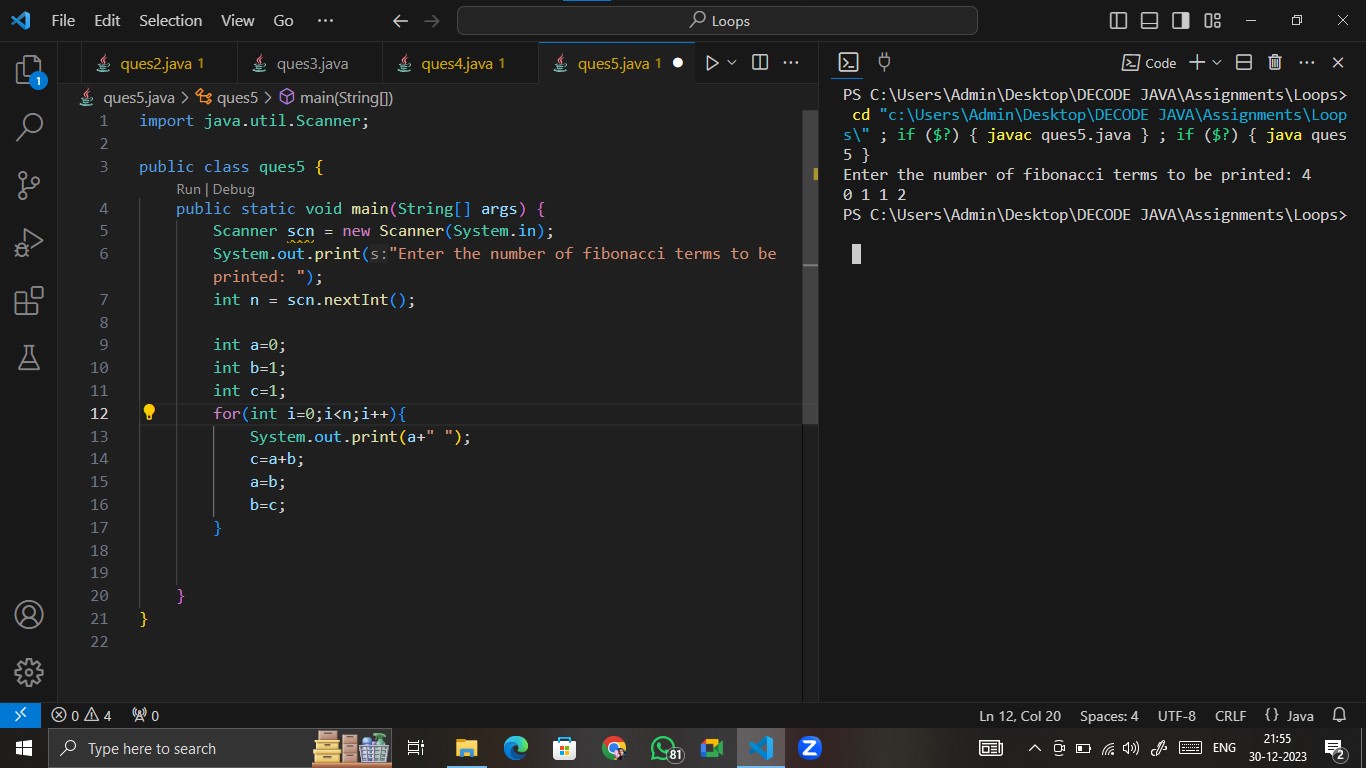 File Edit Selection View Go ··· Loops
ques2.java 1 ques3.java ques4.java 1 ques5.java 1 ···
ques5.java > ques5 > main(String[])
1 import java.util.Scanner;
2
3 public class ques5 {
Run | Debug
4 public static void main(String[] args) {
5 Scanner scn = new Scanner(System.in);
6 System.out.print(s:"Enter the number of fibonacci terms to be
printed: ");
7 int n = scn.nextInt();
8
9 int a=0;
10 int b=1;
11 int c=1;
12 for(int i=0;i<n;i++){
13 System.out.print(a+" ");
14 c=a+b;
15 a=b;
16 b=c;
17 }
18
19
20 }
21 }
22
Code ···
PS C:\Users\Admin\Desktop\DECODE JAVA\Assignments\Loops>
cd "c:\Users\Admin\Desktop\DECODE JAVA\Assignments\Loop
s\" ; if ($?) { javac ques5.java } ; if ($?) { java ques
5 }
Enter the number of fibonacci terms to be printed: 4
0 1 1 2
PS C:\Users\Admin\Desktop\DECODE JAVA\Assignments\Loops>
1
0 4 0 Ln 12, Col 20 Spaces: 4 UTF-8 CRLF {} Java
Type here to search 81 ENG 21:55
30-12-2023 2